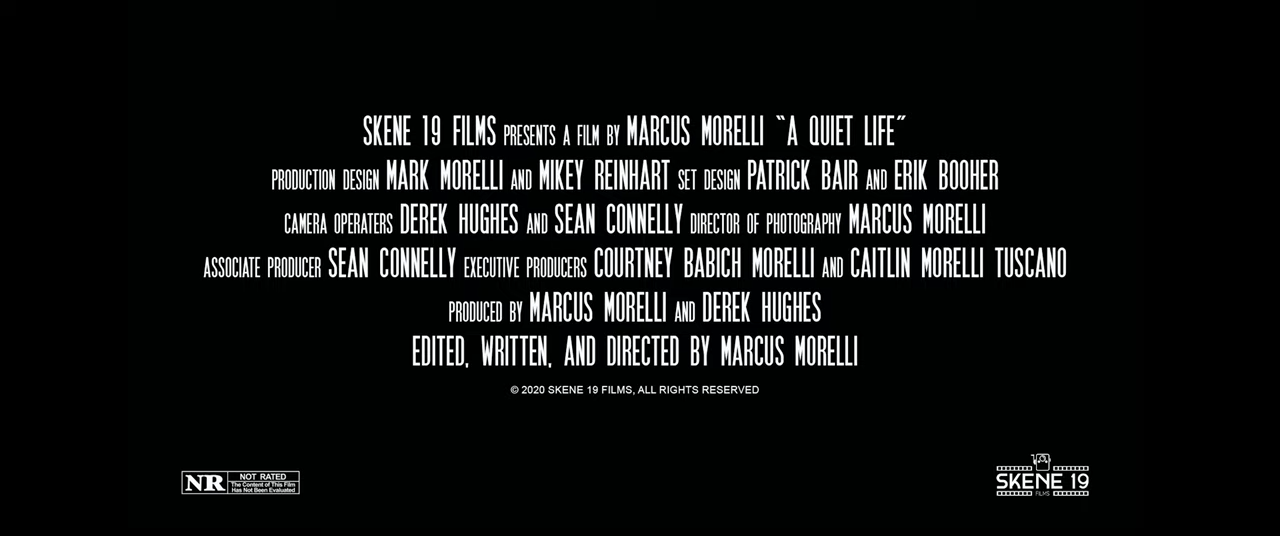 SKENE 19 FILMS PRESENTS A FILM BY MARCUS MORELLI "A QUIET LIFE"
PRODUCTION DESIGN MARK MORELLI AND MIKEY REINHART SET DESIGN PATRICK BAIR AND ERIK BOOHER
CAMERA OPERATERS DEREK HUGHES AND SEAN CONNELLY DIRECTOR OF PHOTOGRAPHY MARCUS MORELLI
ASSOCIATE PRODUCER SEAN CONNELLY EXECUTIVE PRODUCERS COURTNEY BABICH MORELLI AND CAITLIN MORELLI TUSCANO
PRODUCED BY MARCUS MORELLI AND DEREK HUGHES
EDITED, WRITTEN, AND DIRECTED BY MARCUS MORELLI
© 2020 SKENE 19 FILMS, ALL RIGHTS RESERVED
NR NOT RATED
The Content of This Film
Has Not Been Evaluated
SKENE 19
FILMS